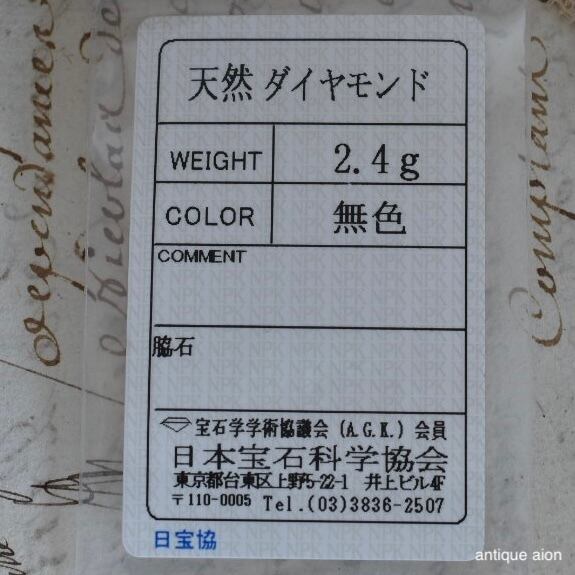 天然 ダイヤモンド
WEIGHT 2.4g
COLOR 無色
COMMENT
脇石
宝石学学術協議会 (A.G.K.) 会員
日本宝石科学協会
東京都台東区上野5-22-1 井上ビル4F
〒110-0005 Tel.(03)3836-2507
日宝協
antique aion